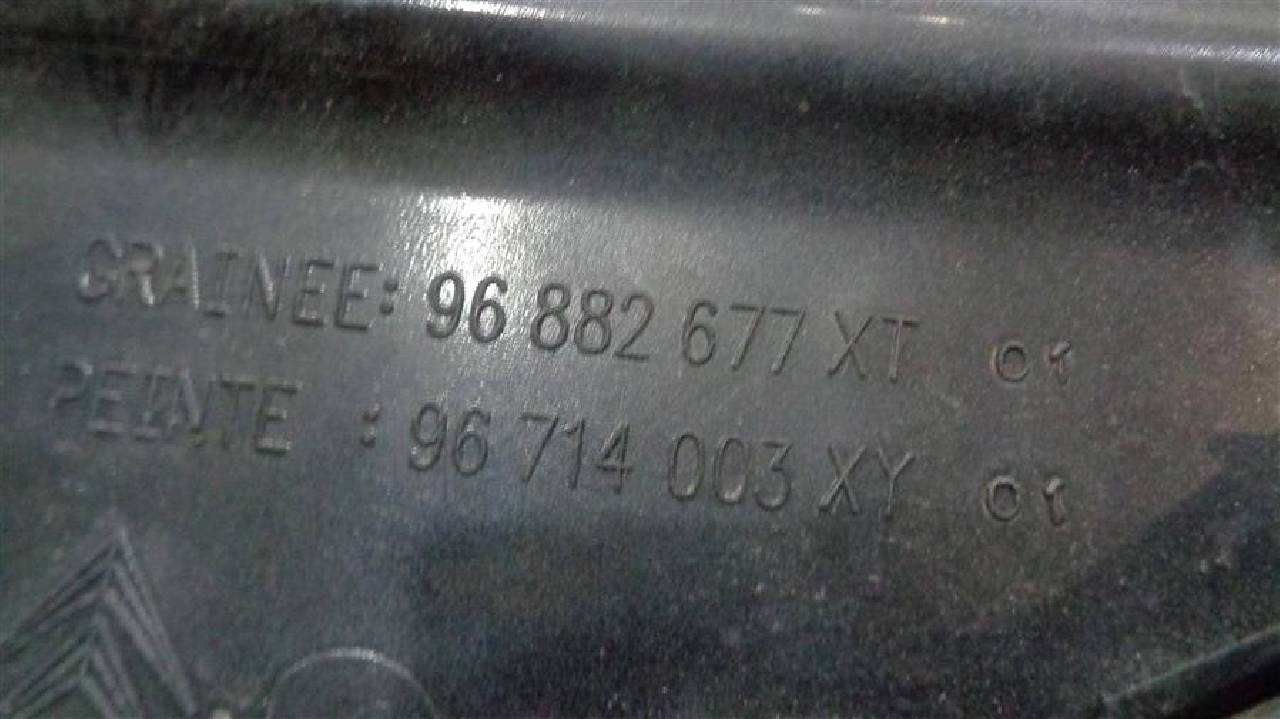 GRAINEE: 96 882 677 XT 01
PEINTE : 96 714 003 XY 01